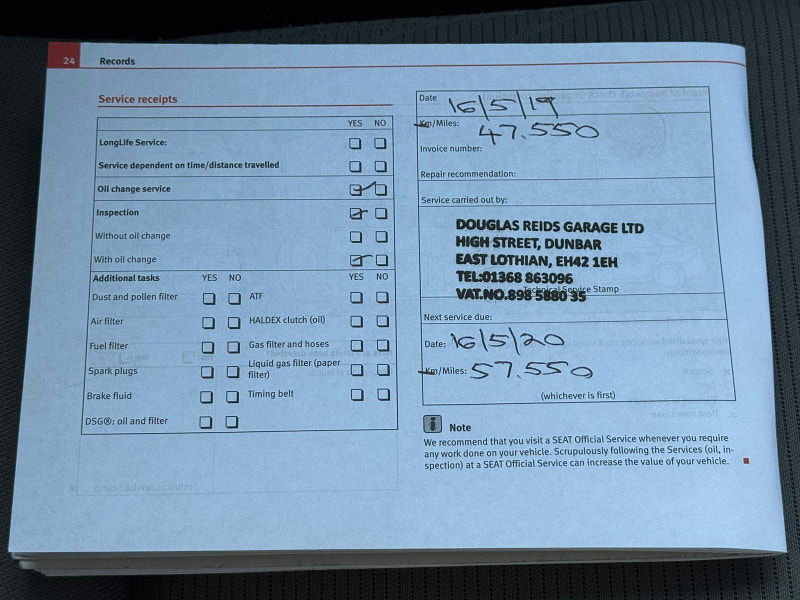 24 Records
Service receipts
YES NO
LongLife Service:
Service dependent on time/distance travelled
Oil change service
Inspection
Without oil change
With oil change
Additional tasks YES NO YES NO
Dust and pollen filter ATF
Air filter HALDEX clutch (oil)
Fuel filter Gas filter and hoses
Spark plugs Liquid gas filter (paper
filter)
Brake fluid Timing belt
DSG®: oil and filter
Date 16/5/19
Km/Miles: 47.550
Invoice number:
Repair recommendation:
Service carried out by:
DOUGLAS REIDS GARAGE LTD
HIGH STREET, DUNBAR
EAST LOTHIAN, EH42 1EH
TEL:01368 863096
Technical Service Stamp
VAT.NO.898 5880 35
Next service due:
Date: 16/5/20
Km/Miles: 57.550
(whichever is first)
i Note
We recommend that you visit a SEAT Official Service whenever you require
any work done on your vehicle. Scrupulously following the Services (oil, in-
spection) at a SEAT Official Service can increase the value of your vehicle.